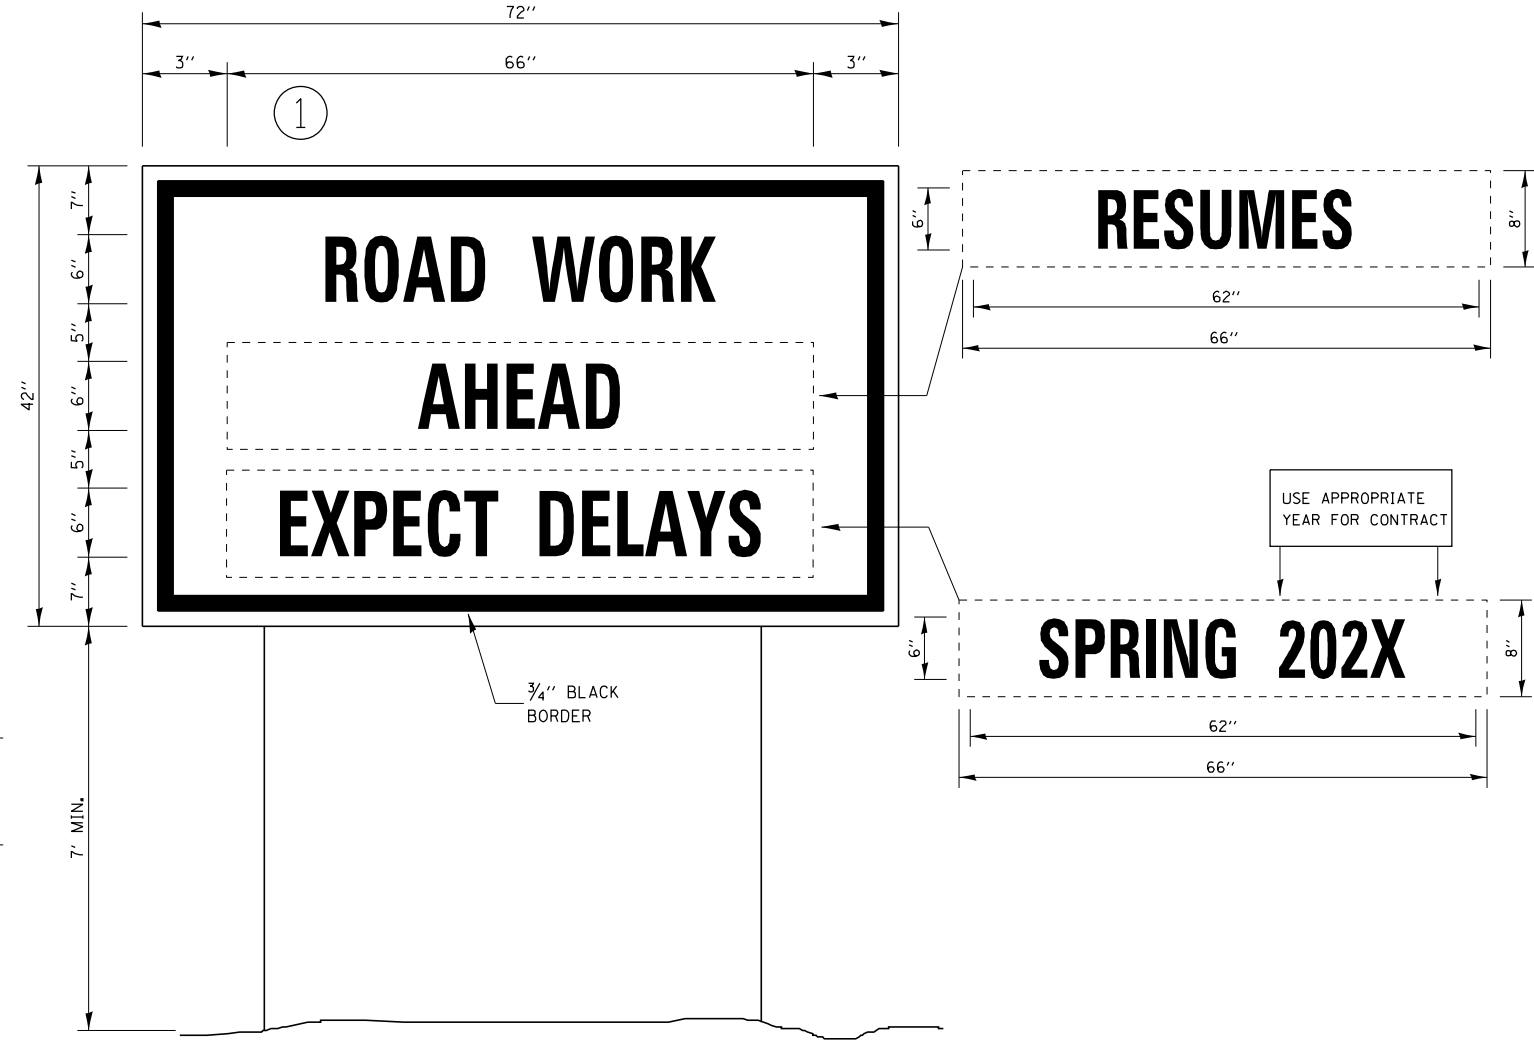 72''
3'' 66'' 3''
1
ROAD WORK
AHEAD
EXPECT DELAYS
42''
7''
6''
5''
6''
5''
6''
7''
7' MIN.
3/4'' BLACK
BORDER
RESUMES
6''
8''
62''
66''
USE APPROPRIATE
YEAR FOR CONTRACT
SPRING 202X
6''
8''
62''
66''